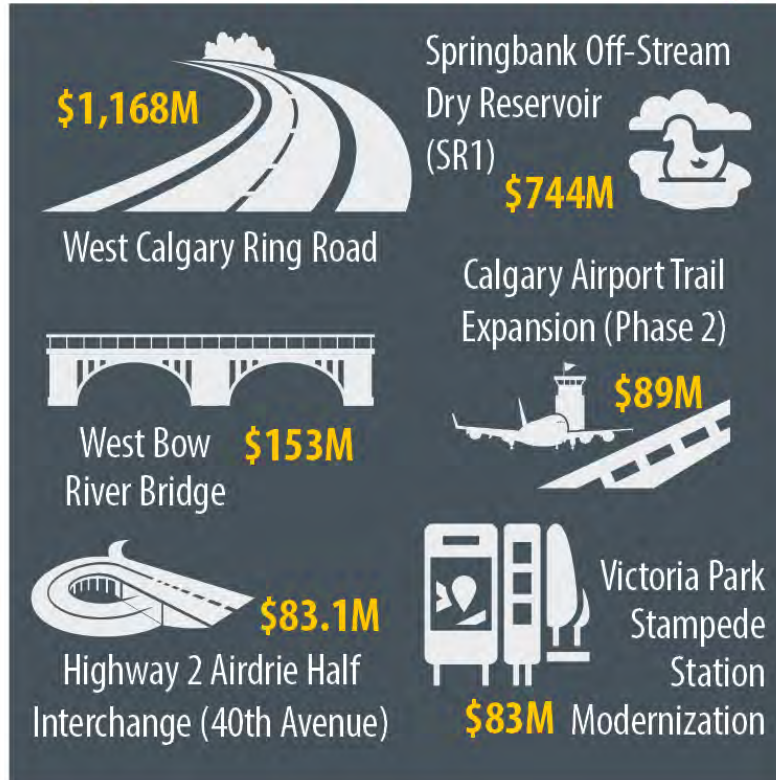 $1,168M
West Calgary Ring Road
Springbank Off-Stream
Dry Reservoir
(SR1)
$744M
West Bow
River Bridge
$153M
Calgary Airport Trail
Expansion (Phase 2)
$89M
$83.1M
Highway 2 Airdrie Half
Interchange (40th Avenue)
Victoria Park
Stampede
Station
$83M Modernization